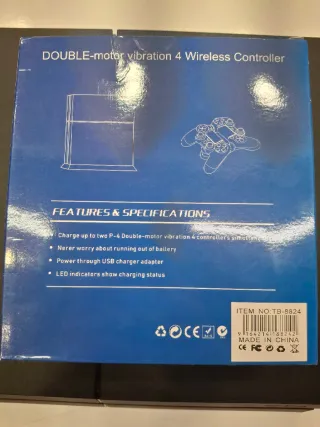 DOUBLE-motor vibration 4 Wireless Controller
FEATURES & SPECIFICATIONS
• Charge up to two P-4 Double-motor vibration 4 controllers
• Never worry about running out of battery
• Power through USB charger adapter
• LED indicators show charging status
ITEM NO:TB-8824
MADE IN CHINA